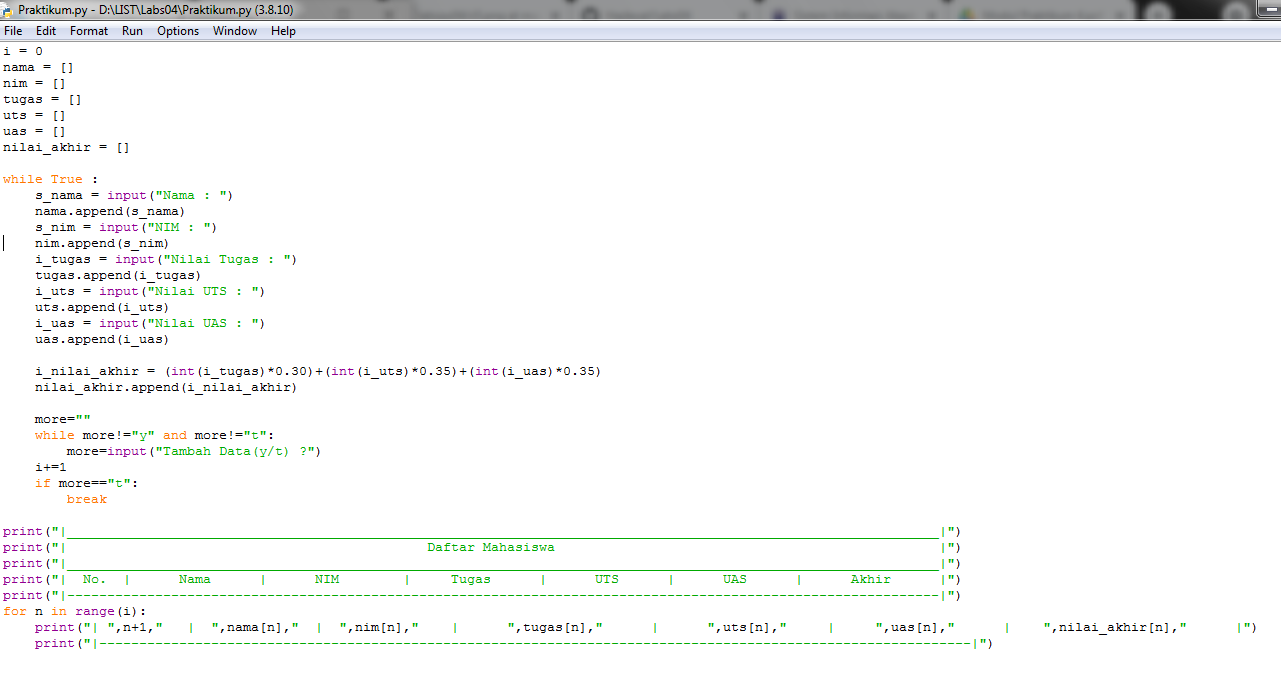 Praktikum.py - D:\LIST\Labs04\Praktikum.py (3.8.10)
File Edit Format Run Options Window Help
i = 0
nama = []
nim = []
tugas = []
uts = []
uas = []
nilai_akhir = []
while True :
    s_nama = input("Nama : ")
    nama.append(s_nama)
    s_nim = input("NIM : ")
    nim.append(s_nim)
    i_tugas = input("Nilai Tugas : ")
    tugas.append(i_tugas)
    i_uts = input("Nilai UTS : ")
    uts.append(i_uts)
    i_uas = input("Nilai UAS : ")
    uas.append(i_uas)
    i_nilai_akhir = (int(i_tugas)*0.30)+(int(i_uts)*0.35)+(int(i_uas)*0.35)
    nilai_akhir.append(i_nilai_akhir)
    more=""
    while more!="y" and more!="t":
        more=input("Tambah Data(y/t) ?")
    i+=1
    if more=="t":
        break
print("|_____________________________________________________________________________________________________________|")
print("|                                             Daftar Mahasiswa                                                |")
print("|_____________________________________________________________________________________________________________|")
print("|  No.  |      Nama      |      NIM        |     Tugas      |      UTS      |      UAS      |      Akhir      |")
print("|-------------------------------------------------------------------------------------------------------------|")
for n in range(i):
    print("| ",n+1,"   |  ",nama[n],"  |  ",nim[n],"    |      ",tugas[n],"      |      ",uts[n],"     |     ",uas[n],"      |    ",nilai_akhir[n],"      |")
    print("|-------------------------------------------------------------------------------------------------------------|")